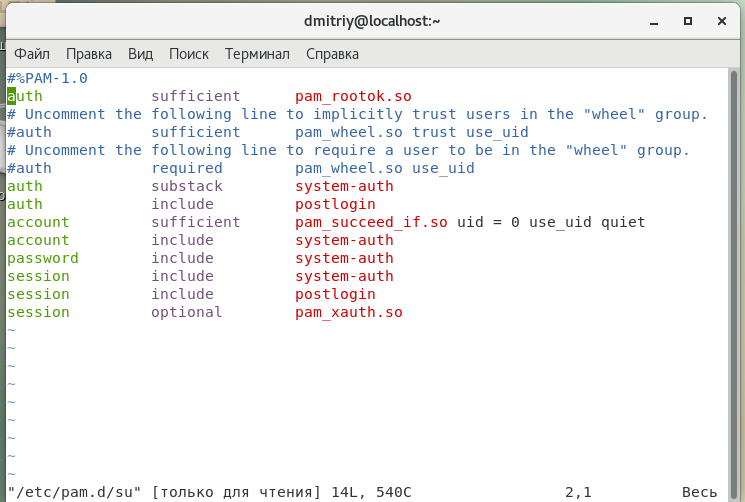 dmitriy@localhost:~
Файл Правка Вид Поиск Терминал Справка
#%PAM-1.0
auth sufficient pam_rootok.so
# Uncomment the following line to implicitly trust users in the "wheel" group.
#auth sufficient pam_wheel.so trust use_uid
# Uncomment the following line to require a user to be in the "wheel" group.
#auth required pam_wheel.so use_uid
auth substack system-auth
auth include postlogin
account sufficient pam_succeed_if.so uid = 0 use_uid quiet
account include system-auth
password include system-auth
session include system-auth
session include postlogin
session optional pam_xauth.so
~
~
~
~
~
~
~
~
~
"/etc/pam.d/su" [только для чтения] 14L, 540C 2,1 Весь